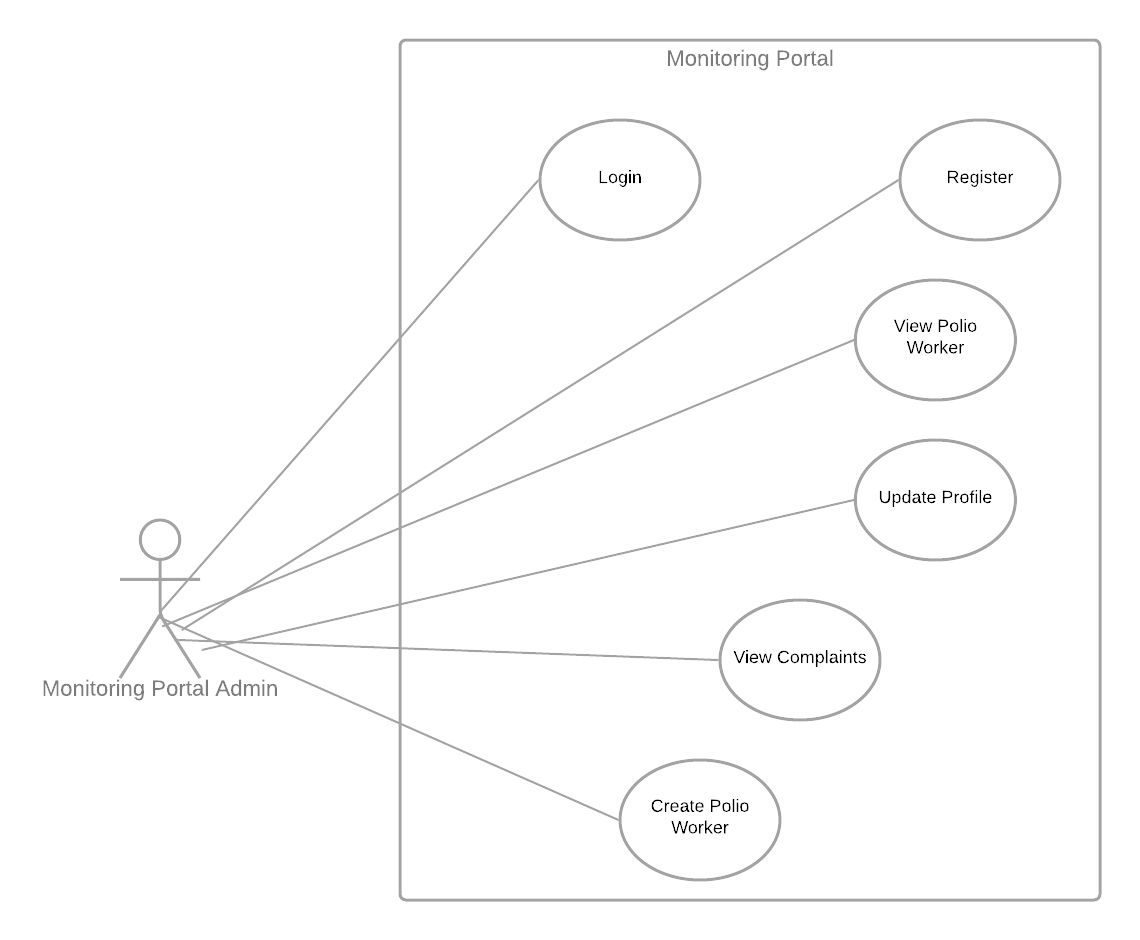 Monitoring Portal
Login
Register
View Polio
Worker
Update Profile
View Complaints
Monitoring Portal Admin
Create Polio
Worker